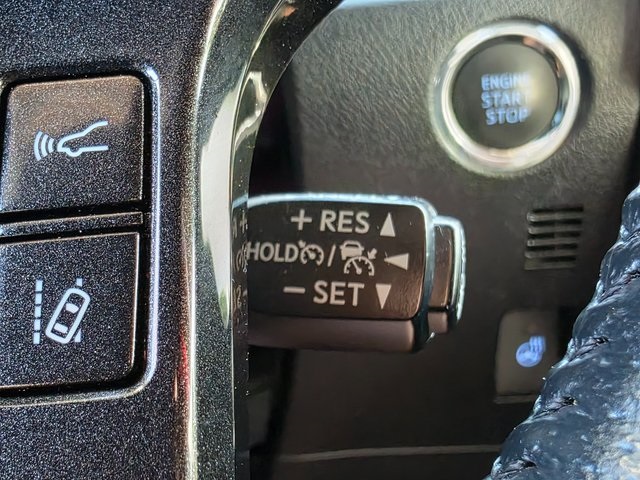 ENGINE
START
STOP
+ RES ▲
HOLD / ◄
− SET ▼